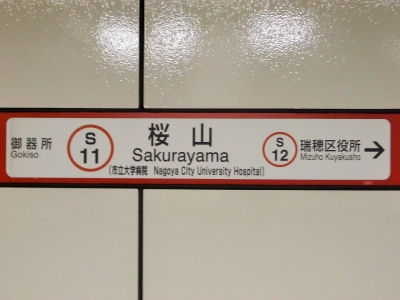 御器所
Gokiso
S
11
桜山
Sakurayama
(市立大学病院 Nagoya City University Hospital)
S
12
瑞穂区役所
Mizuho Kuyakusho